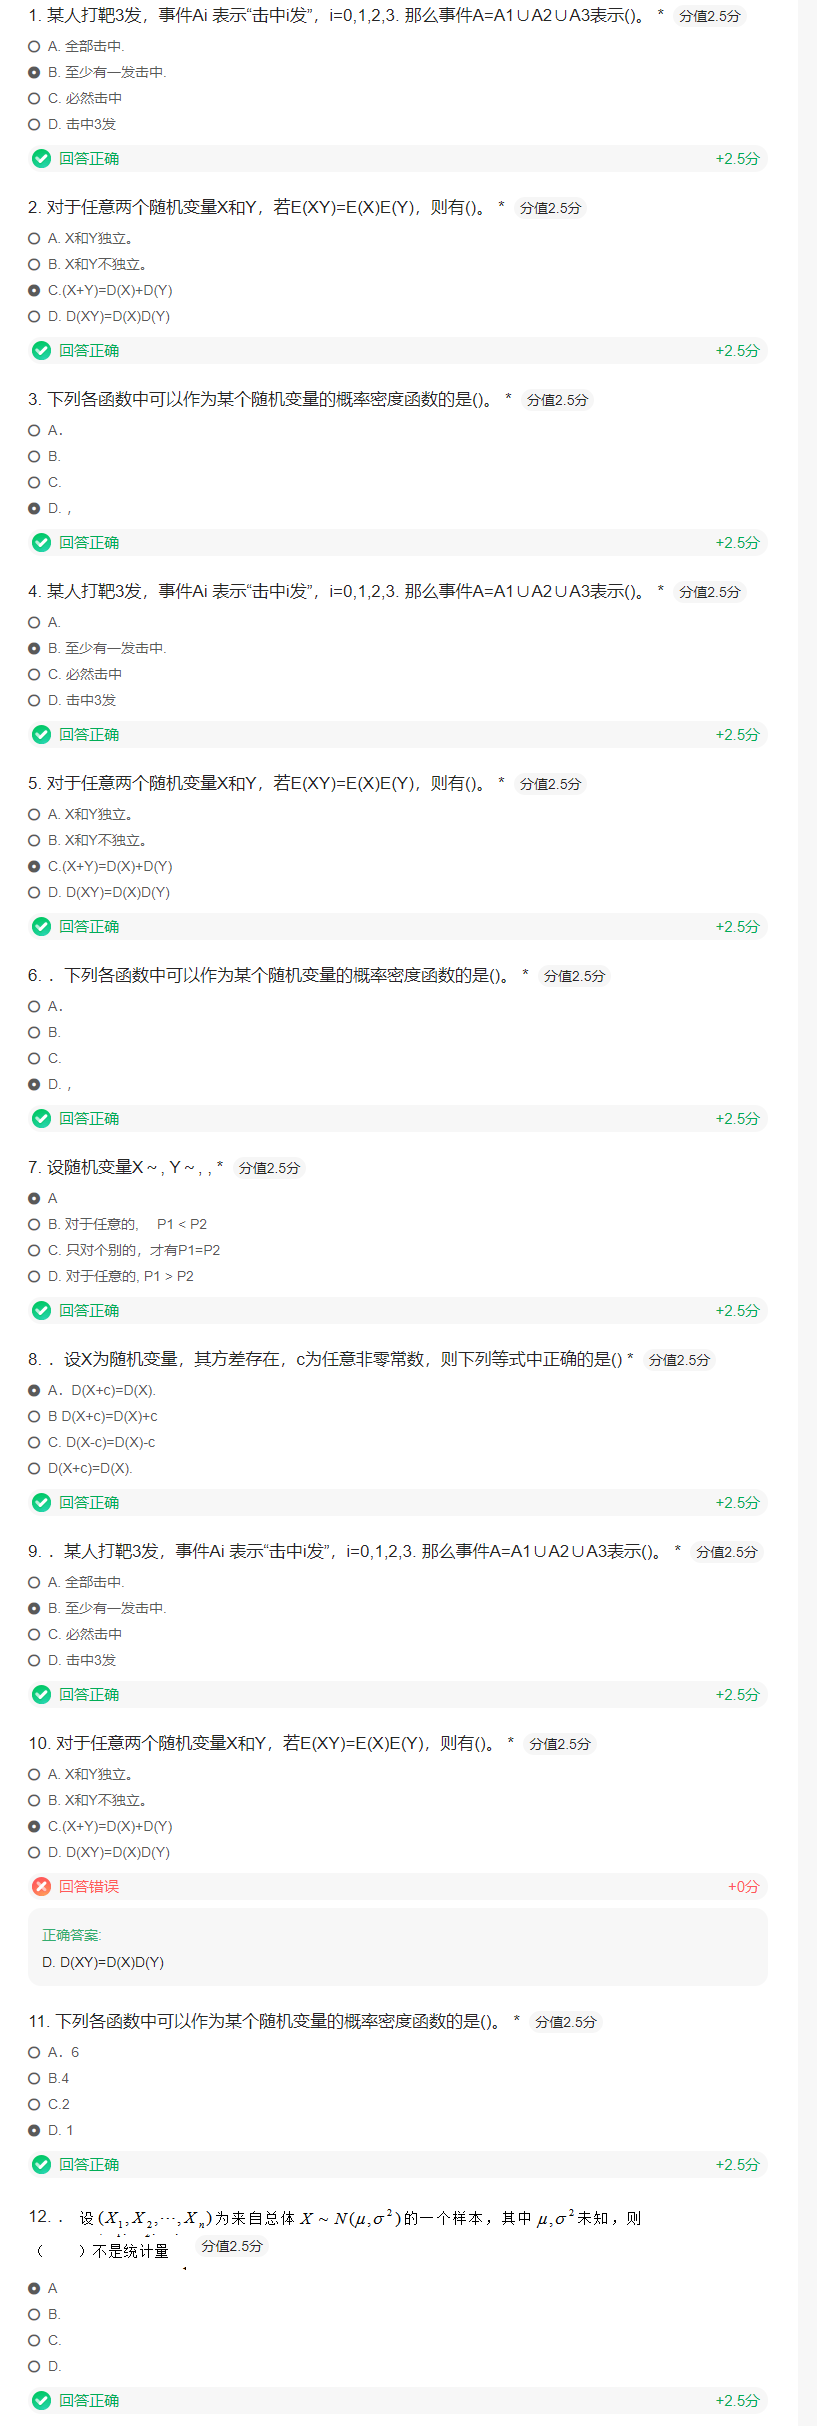 1. 某人打靶3发，事件Ai 表示“击中i发”，i=0,1,2,3. 那么事件A=A1∪A2∪A3表示()。 * 分值2.5分
A. 全部击中.
B. 至少有一发击中.
C. 必然击中
D. 击中3发
回答正确 +2.5分
2. 对于任意两个随机变量X和Y，若E(XY)=E(X)E(Y)，则有()。 * 分值2.5分
A. X和Y独立。
B. X和Y不独立。
C.(X+Y)=D(X)+D(Y)
D. D(XY)=D(X)D(Y)
回答正确 +2.5分
3. 下列各函数中可以作为某个随机变量的概率密度函数的是()。 * 分值2.5分
A．
B.
C.
D. ，
回答正确 +2.5分
4. 某人打靶3发，事件Ai 表示“击中i发”，i=0,1,2,3. 那么事件A=A1∪A2∪A3表示()。 * 分值2.5分
A.
B. 至少有一发击中.
C. 必然击中
D. 击中3发
回答正确 +2.5分
5. 对于任意两个随机变量X和Y，若E(XY)=E(X)E(Y)，则有()。 * 分值2.5分
A. X和Y独立。
B. X和Y不独立。
C.(X+Y)=D(X)+D(Y)
D. D(XY)=D(X)D(Y)
回答正确 +2.5分
6. ．下列各函数中可以作为某个随机变量的概率密度函数的是()。 * 分值2.5分
A．
B.
C.
D. ，
回答正确 +2.5分
7. 设随机变量X ~ , Y ~ , , * 分值2.5分
A
B. 对于任意的, P1 < P2
C. 只对个别的，才有P1=P2
D. 对于任意的, P1 > P2
回答正确 +2.5分
8. ．设X为随机变量，其方差存在，c为任意非零常数，则下列等式中正确的是() * 分值2.5分
A．D(X+c)=D(X).
B D(X+c)=D(X)+c
C. D(X-c)=D(X)-c
D(X+c)=D(X).
回答正确 +2.5分
9. ．某人打靶3发，事件Ai 表示“击中i发”，i=0,1,2,3. 那么事件A=A1∪A2∪A3表示()。 * 分值2.5分
A. 全部击中.
B. 至少有一发击中.
C. 必然击中
D. 击中3发
回答正确 +2.5分
10. 对于任意两个随机变量X和Y，若E(XY)=E(X)E(Y)，则有()。 * 分值2.5分
A. X和Y独立。
B. X和Y不独立。
C.(X+Y)=D(X)+D(Y)
D. D(XY)=D(X)D(Y)
回答错误 +0分
正确答案:
D. D(XY)=D(X)D(Y)
11. 下列各函数中可以作为某个随机变量的概率密度函数的是()。 * 分值2.5分
A．6
B.4
C.2
D. 1
回答正确 +2.5分
12. ． 设(X₁,X₂,⋯,Xₙ)为来自总体 X ~ N(μ,σ²)的一个样本，其中 μ,σ²未知，则
（ ）不是统计量 分值2.5分
A
B.
C.
D.
回答正确 +2.5分